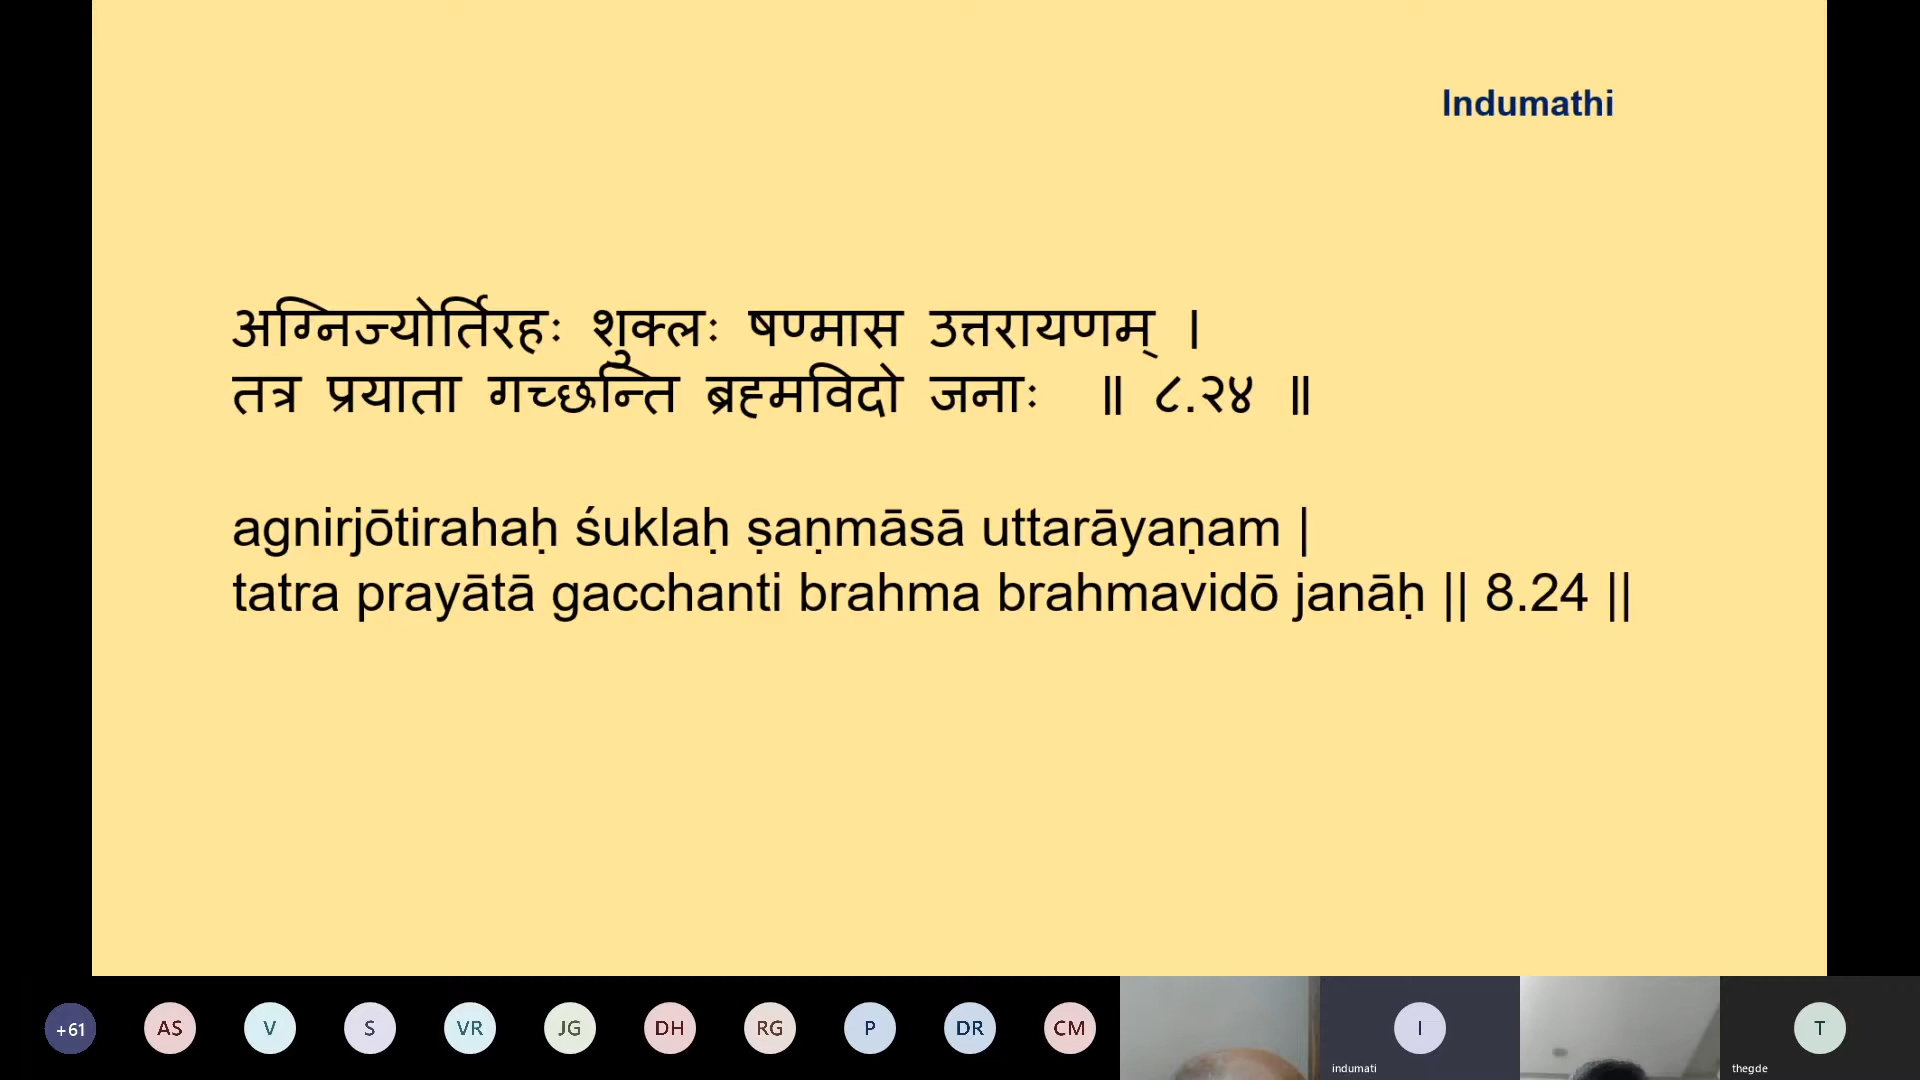 Indumathi
अग्निज्योर्तिरहः शुक्लः षण्मास उत्तरायणम् ।
तत्र प्रयाता गच्छन्ति ब्रह्मविदो जनाः ॥ ८.२४ ॥
agnirjōtirahaḥ śuklaḥ ṣaṇmāsā uttarāyaṇam |
tatra prayātā gacchanti brahma brahmavidō janāḥ || 8.24 ||
+61 AS V S VR JG DH RG P DR CM I T
indumati thegde